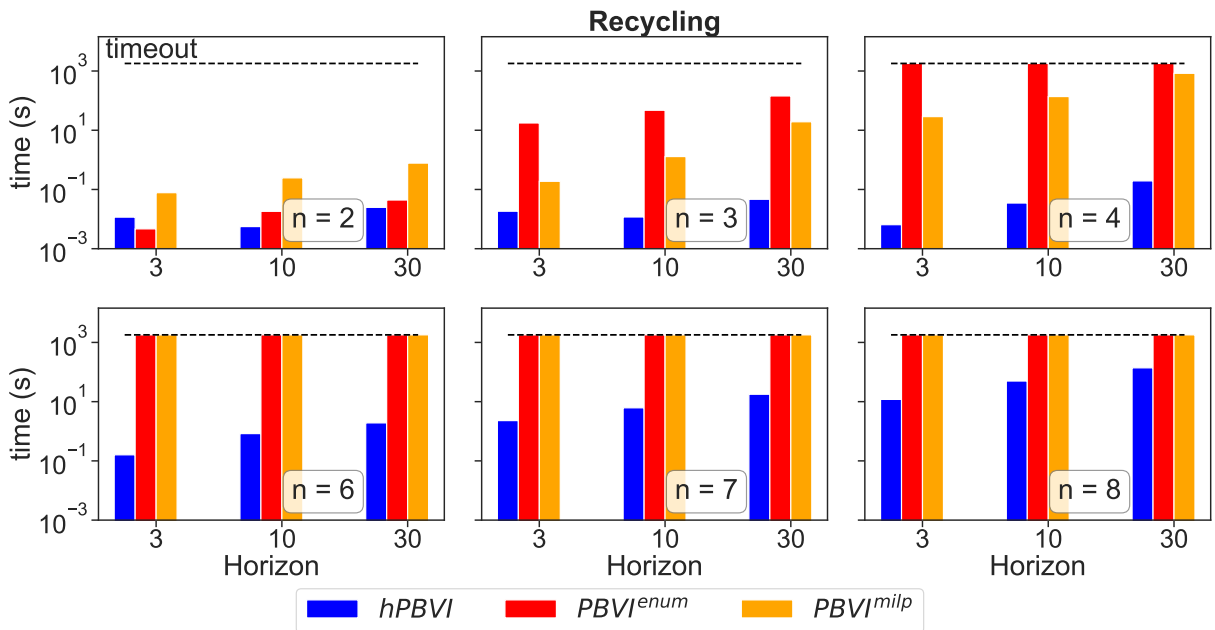 Recycling
timeout
time (s)
10^3
10^1
10^−1
10^−3
n = 2
3 10 30
n = 3
3 10 30
n = 4
3 10 30
time (s)
10^3
10^1
10^−1
10^−3
n = 6
3 10 30
Horizon
n = 7
3 10 30
Horizon
n = 8
3 10 30
Horizon
hPBVI PBVI^enum PBVI^milp